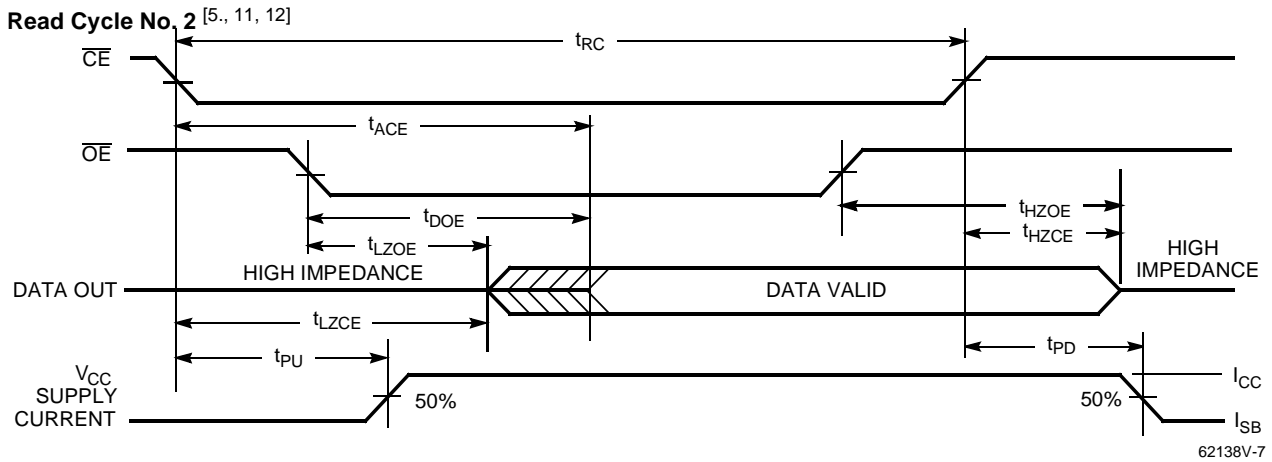 Read Cycle No. 2 [5., 11, 12]
tRC
CE
tACE
OE
tDOE
tHZOE
tLZOE
tHZCE
HIGH IMPEDANCE
HIGH
IMPEDANCE
DATA OUT
DATA VALID
tLZCE
tPU
tPD
VCC
SUPPLY
CURRENT
50%
50%
ICC
ISB
62138V-7